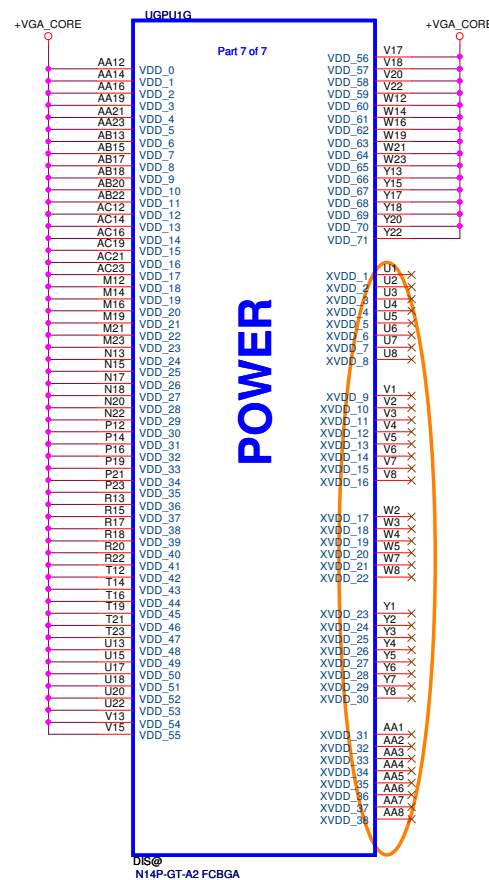 UGPU1G
+VGA_CORE
+VGA_CORE
Part 7 of 7
AA12 VDD_0
AA14 VDD_1
AA16 VDD_2
AA19 VDD_3
AA21 VDD_4
AA23 VDD_5
AB13 VDD_6
AB15 VDD_7
AB17 VDD_8
AB18 VDD_9
AB20 VDD_10
AB22 VDD_11
AC12 VDD_12
AC14 VDD_13
AC16 VDD_14
AC19 VDD_15
AC21 VDD_16
AC23 VDD_17
M12 VDD_18
M14 VDD_19
M16 VDD_20
M19 VDD_21
M21 VDD_22
M23 VDD_23
N13 VDD_24
N15 VDD_25
N17 VDD_26
N18 VDD_27
N20 VDD_28
N22 VDD_29
P12 VDD_30
P14 VDD_31
P16 VDD_32
P19 VDD_33
P21 VDD_34
P23 VDD_35
R13 VDD_36
R15 VDD_37
R17 VDD_38
R18 VDD_39
R20 VDD_40
R22 VDD_41
T12 VDD_42
T14 VDD_43
T16 VDD_44
T19 VDD_45
T21 VDD_46
T23 VDD_47
U13 VDD_48
U15 VDD_49
U17 VDD_50
U18 VDD_51
U20 VDD_52
U22 VDD_53
V13 VDD_54
V15 VDD_55
POWER
VDD_56 V17
VDD_57 V18
VDD_58 V20
VDD_59 V22
VDD_60 W12
VDD_61 W14
VDD_62 W16
VDD_63 W19
VDD_64 W21
VDD_65 W23
VDD_66 Y13
VDD_67 Y15
VDD_68 Y17
VDD_69 Y18
VDD_70 Y20
VDD_71 Y22
XVDD_1 U1
XVDD_2 U2
XVDD_3 U3
XVDD_4 U4
XVDD_5 U5
XVDD_6 U6
XVDD_7 U7
XVDD_8 U8
XVDD_9 V1
XVDD_10 V2
XVDD_11 V3
XVDD_12 V4
XVDD_13 V5
XVDD_14 V6
XVDD_15 V7
XVDD_16 V8
XVDD_17 W2
XVDD_18 W3
XVDD_19 W4
XVDD_20 W5
XVDD_21 W7
XVDD_22 W8
XVDD_23 Y1
XVDD_24 Y2
XVDD_25 Y3
XVDD_26 Y4
XVDD_27 Y5
XVDD_28 Y6
XVDD_29 Y7
XVDD_30 Y8
XVDD_31 AA1
XVDD_32 AA2
XVDD_33 AA3
XVDD_34 AA4
XVDD_35 AA5
XVDD_36 AA6
XVDD_37 AA7
XVDD_38 AA8
DIS@
N14P-GT-A2 FCBGA